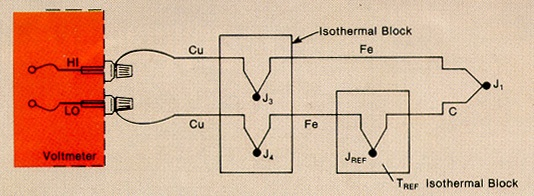 HI
LO
Voltmeter
Cu
Cu
Isothermal Block
Fe
Fe
J3
J4
JREF
J1
C
TREF Isothermal Block